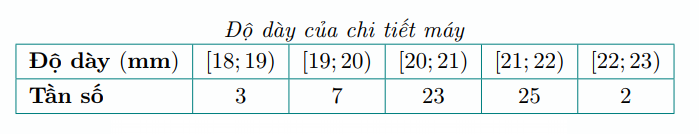 Độ dày của chi tiết máy
Độ dày (mm) [18; 19) [19; 20) [20; 21) [21; 22) [22; 23)
Tần số 3 7 23 25 2